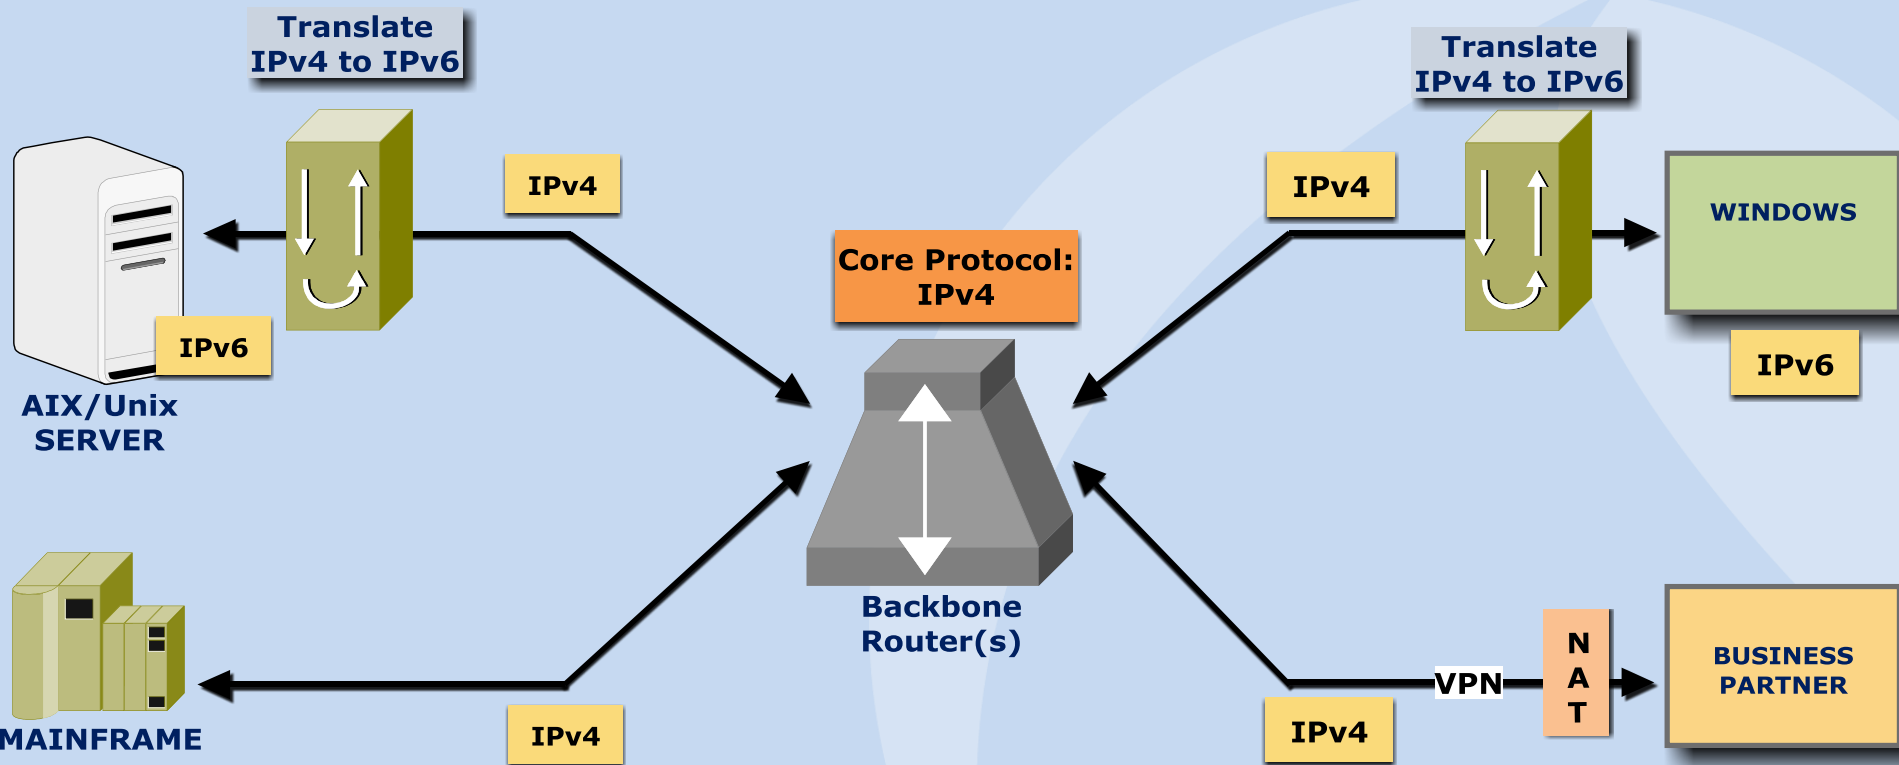 Translate
IPv4 to IPv6
Translate
IPv4 to IPv6
IPv4
IPv4
WINDOWS
Core Protocol:
IPv4
IPv6
IPv6
AIX/Unix
SERVER
Backbone
Router(s)
N
A
T
VPN
BUSINESS
PARTNER
MAINFRAME
IPv4
IPv4